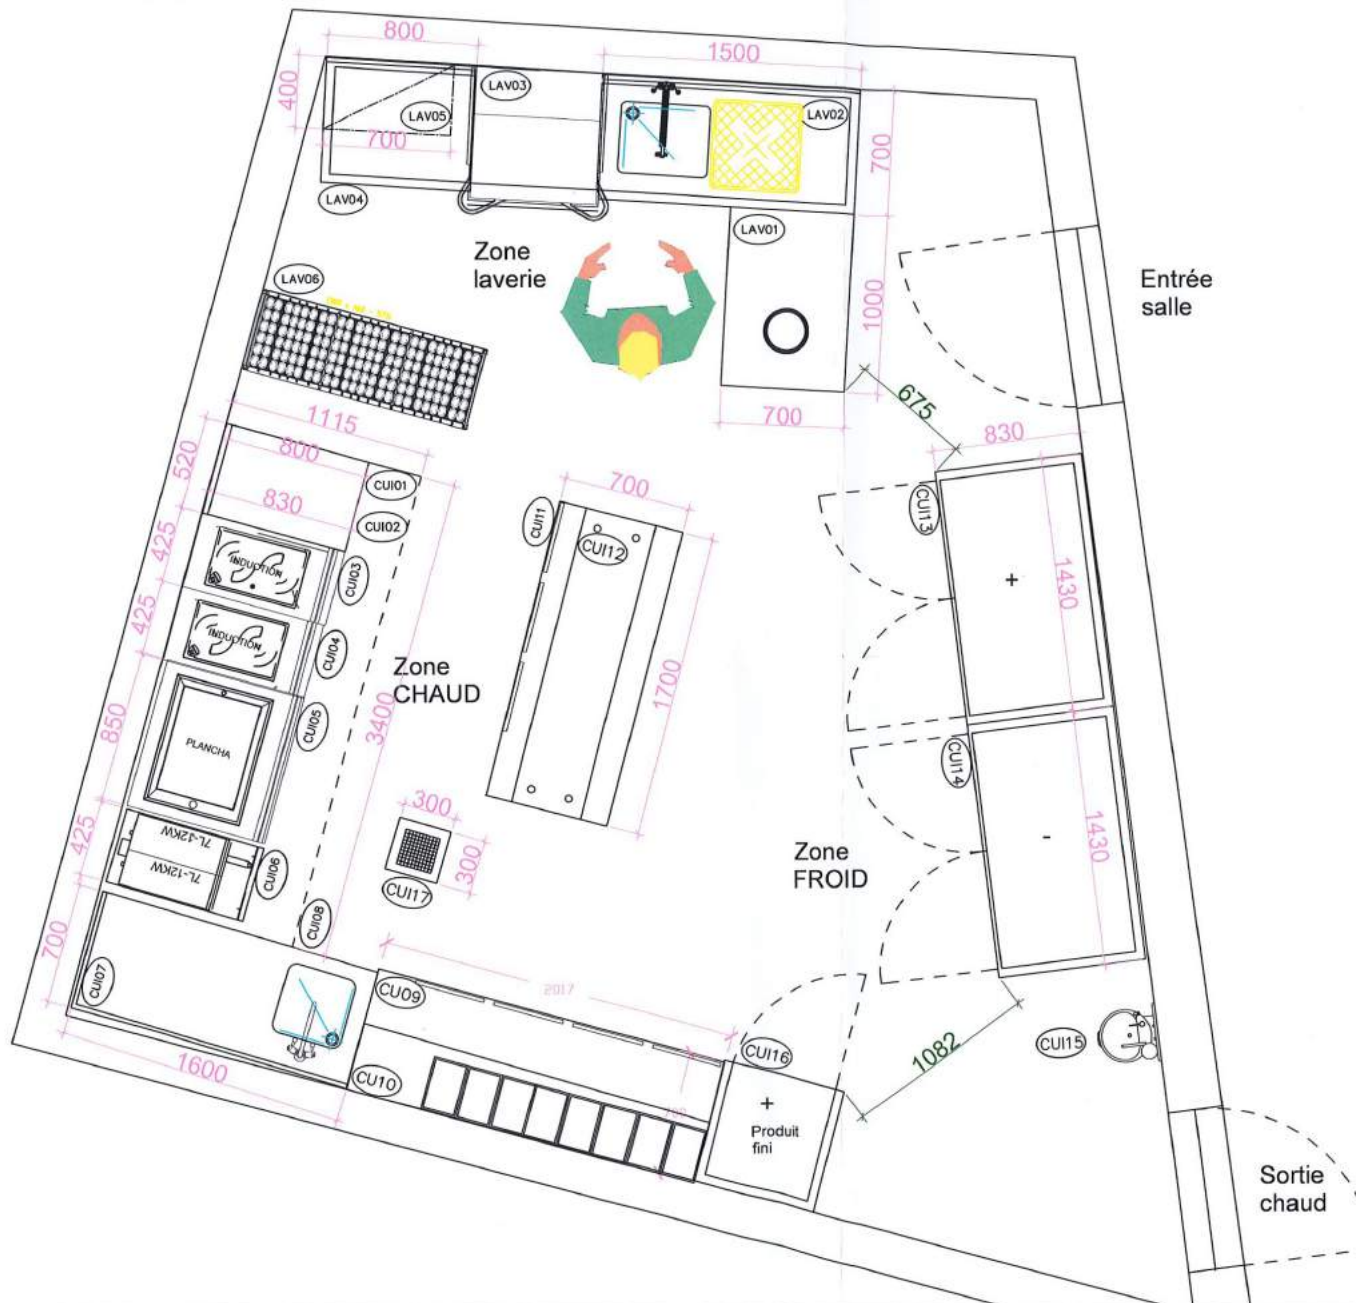 800
1500
400
LAV03
LAV05
LAV02
700
700
LAV04
LAV01
Zone
laverie
LAV06
Entrée
salle
1000
675
700
830
1115
520
800
CUI01
830
CUI02
700
CUI11
CUI12
CUI13
425
INDUCTION
CUI03
+
1430
425
INDUCTION
CUI04
Zone
CHAUD
1700
3400
850
PLANCHA
CUI05
CUI14
300
425
7L-12KW
7L-12KW
CUI06
300
CUI17
Zone
FROID
-
1430
CUI08
700
CUI07
CU09
2017
CUI16
CUI15
1082
1600
CU10
700
+
Produit
fini
Sortie
chaud